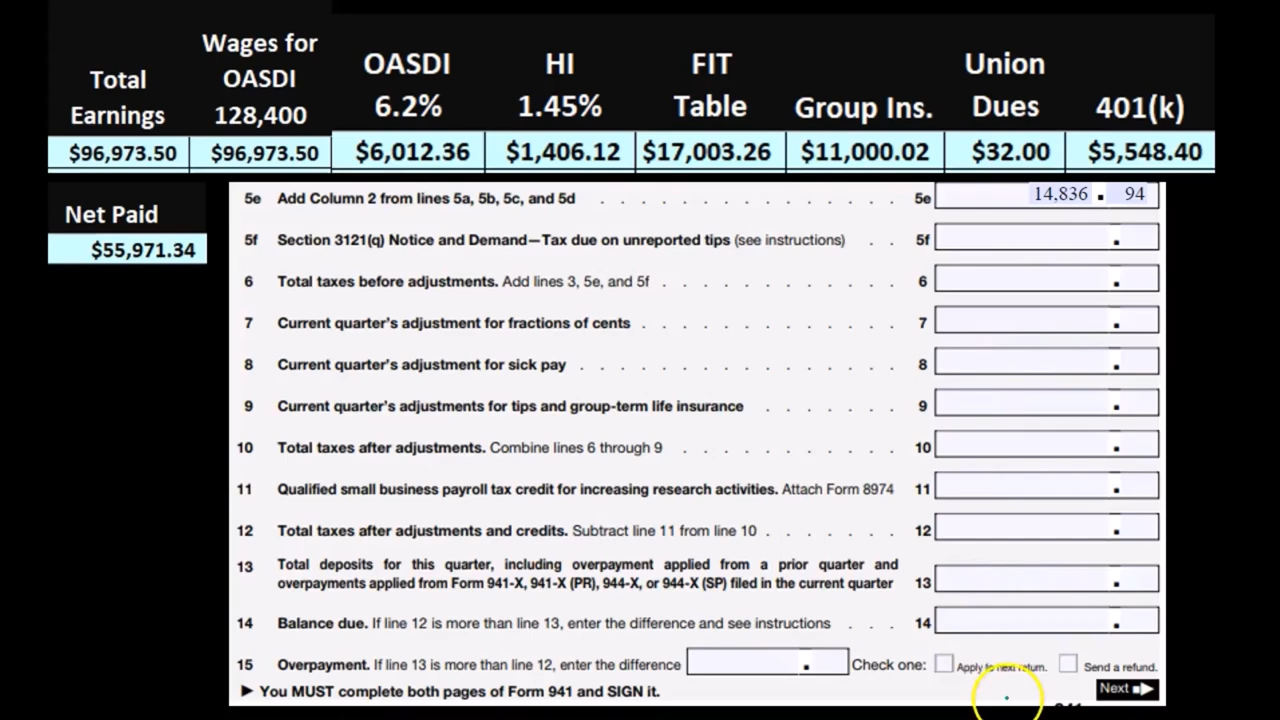 Total Earnings
Wages for OASDI 128,400
OASDI 6.2%
HI 1.45%
FIT Table
Group Ins.
Union Dues
401(k)
$96,973.50 $96,973.50 $6,012.36 $1,406.12 $17,003.26 $11,000.02 $32.00 $5,548.40
Net Paid
$55,971.34
5e Add Column 2 from lines 5a, 5b, 5c, and 5d . . . . . . . . . . . . . . 5e 14,836 . 94
5f Section 3121(q) Notice and Demand—Tax due on unreported tips (see instructions) . . 5f .
6 Total taxes before adjustments. Add lines 3, 5e, and 5f . . . . . . . . . . . . 6 .
7 Current quarter's adjustment for fractions of cents . . . . . . . . . . . . 7 .
8 Current quarter's adjustment for sick pay . . . . . . . . . . . . . . 8 .
9 Current quarter's adjustments for tips and group-term life insurance . . . . . . 9 .
10 Total taxes after adjustments. Combine lines 6 through 9 . . . . . . . . . . 10 .
11 Qualified small business payroll tax credit for increasing research activities. Attach Form 8974 11 .
12 Total taxes after adjustments and credits. Subtract line 11 from line 10 . . . . . . 12 .
13 Total deposits for this quarter, including overpayment applied from a prior quarter and
overpayments applied from Form 941-X, 941-X (PR), 944-X, or 944-X (SP) filed in the current quarter 13 .
14 Balance due. If line 12 is more than line 13, enter the difference and see instructions . . . 14 .
15 Overpayment. If line 13 is more than line 12, enter the difference . Check one: Apply to next return. Send a refund.
► You MUST complete both pages of Form 941 and SIGN it. Next